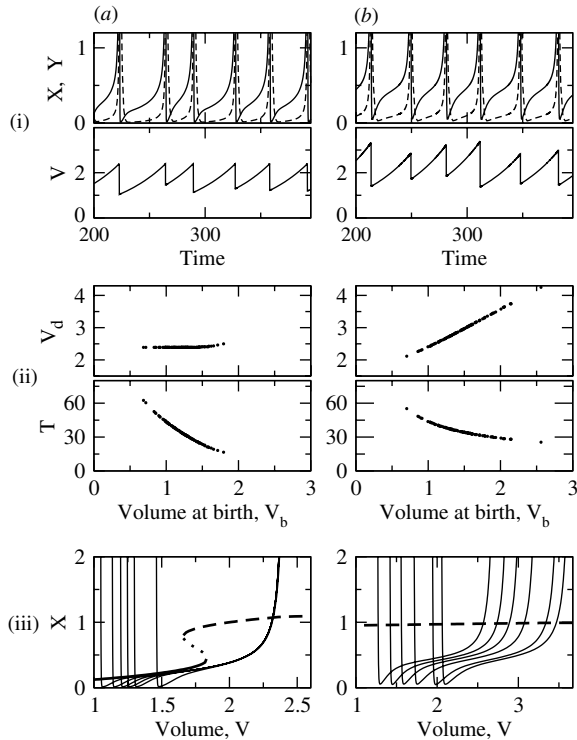 (a) (b)
1
X, Y
0
(i)
2
V
0
200 300
Time
2
0
200 300
Time
4
3
2
V_d
4
3
2
(ii)
60
30
0
T
60
30
0
0 1 2 3
Volume at birth, V_b
0 1 2 3
Volume at birth, V_b
2
1
0
(iii) X
1 1.5 2 2.5
Volume, V
2
1
0
1 2 3
Volume, V